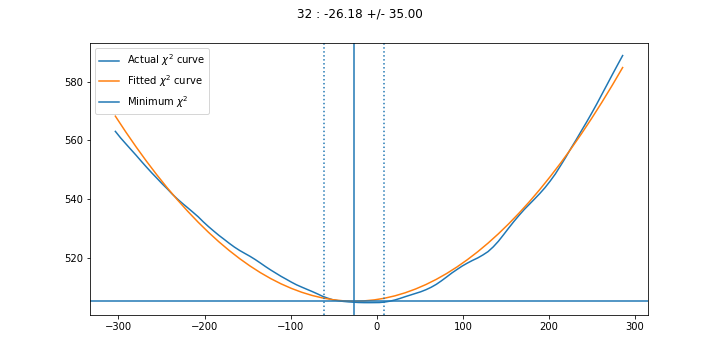 32 : -26.18 +/- 35.00
Actual χ² curve
Fitted χ² curve
Minimum χ²
580
560
540
520
−300 −200 −100 0 100 200 300